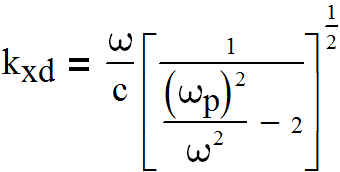 k_xd = ω/c [ 1 / ( (ω_p)^2 / ω^2 − 2 ) ]^(1/2)